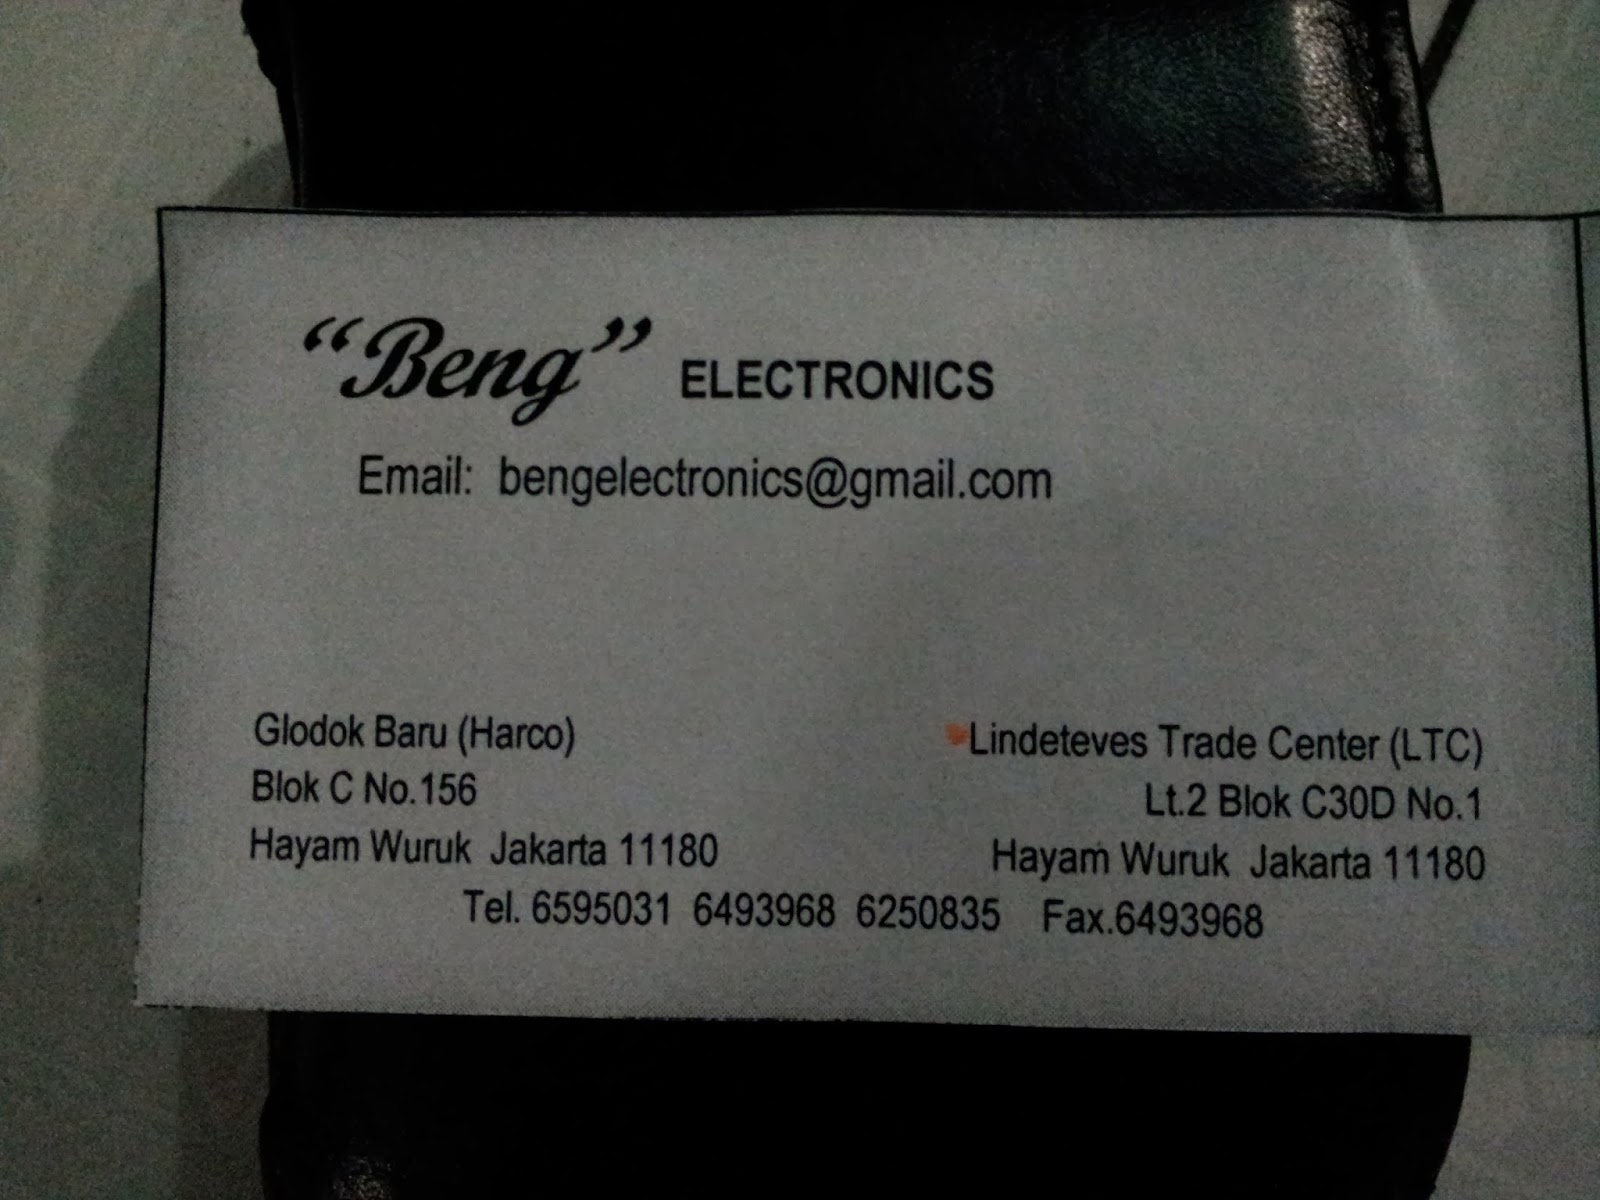 “Beng” ELECTRONICS
Email: bengelectronics@gmail.com
Glodok Baru (Harco)
Blok C No.156
Hayam Wuruk Jakarta 11180
Lindeteves Trade Center (LTC)
Lt.2 Blok C30D No.1
Hayam Wuruk Jakarta 11180
Tel. 6595031 6493968 6250835 Fax.6493968